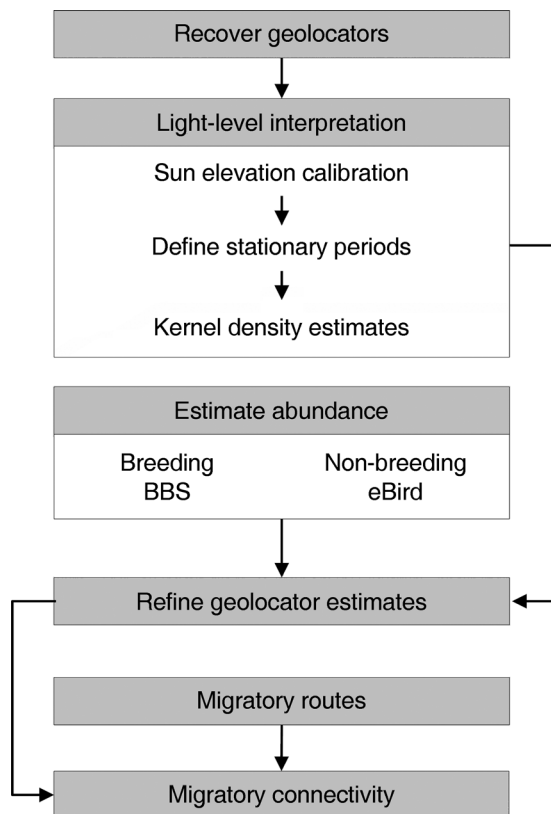 Recover geolocators
Light-level interpretation
Sun elevation calibration
Define stationary periods
Kernel density estimates
Estimate abundance
Breeding
BBS
Non-breeding
eBird
Refine geolocator estimates
Migratory routes
Migratory connectivity